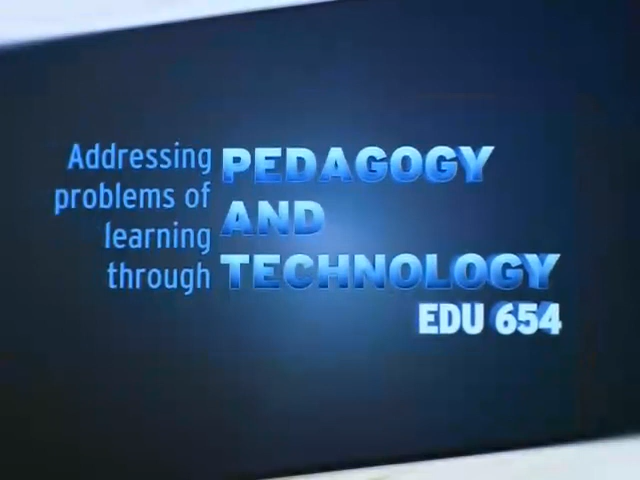 Addressing
problems of
learning
through
PEDAGOGY
AND
TECHNOLOGY
EDU 654